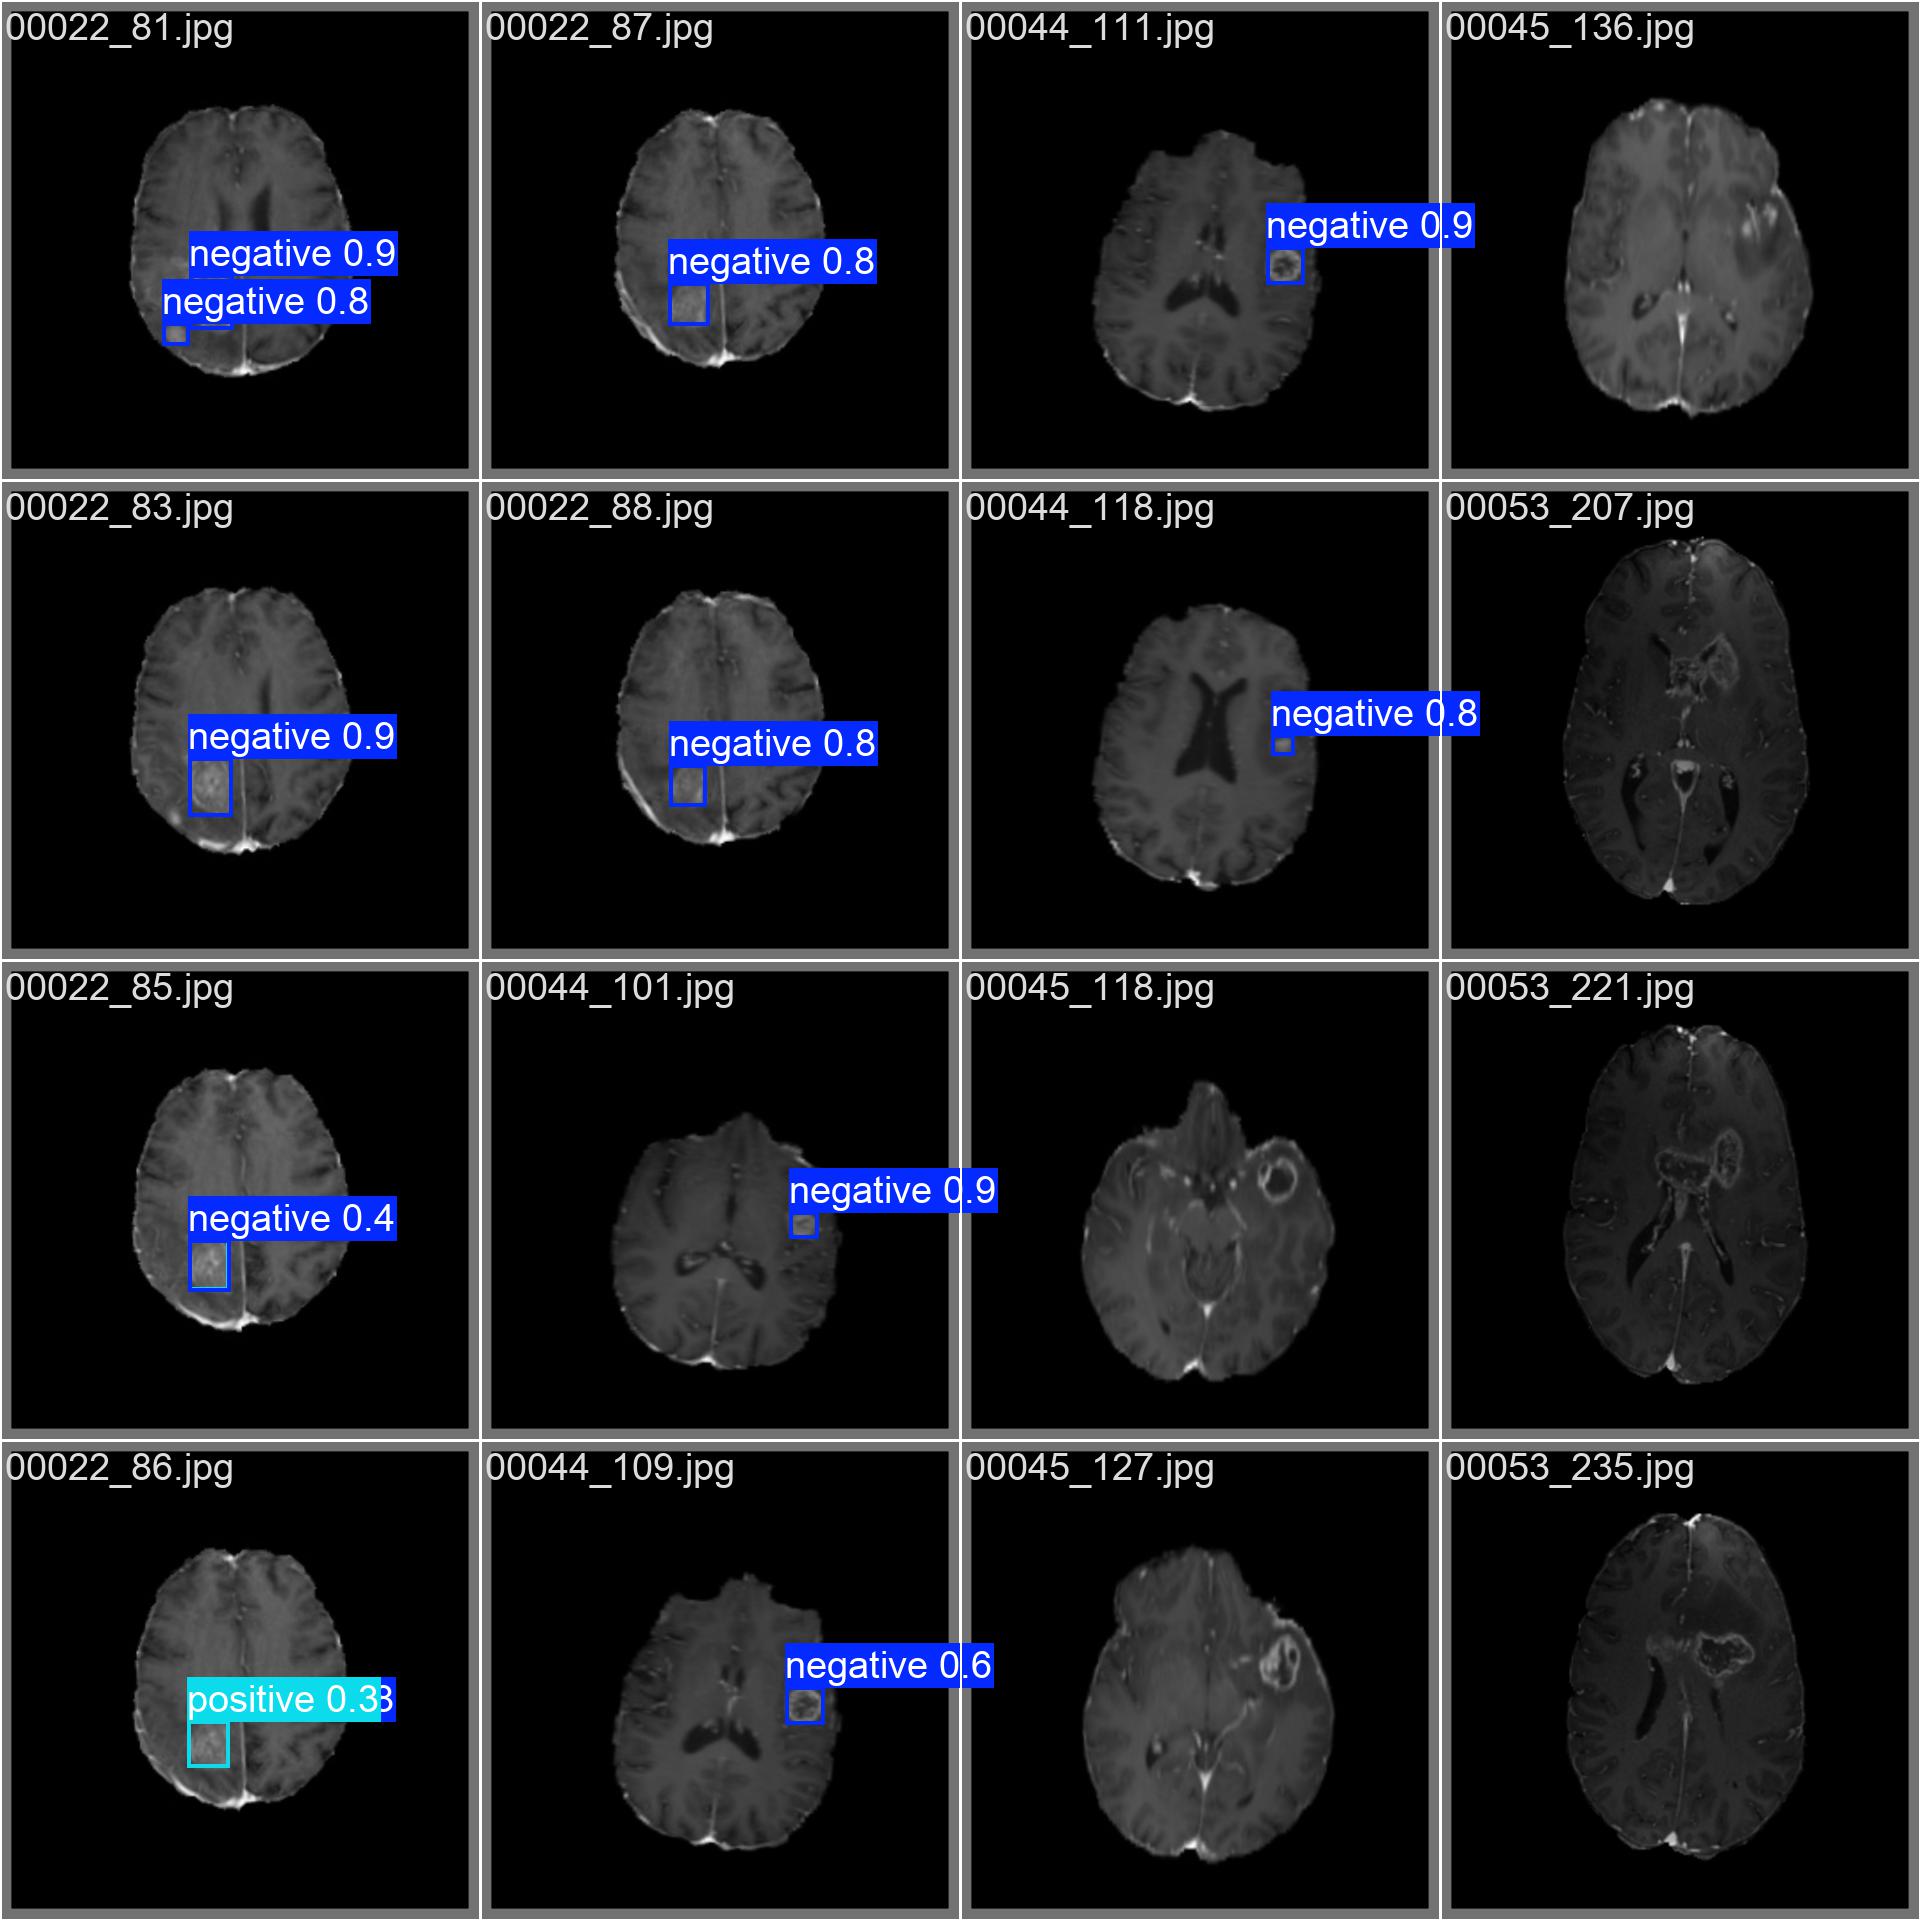 00022_81.jpg
negative 0.9
negative 0.8
00022_87.jpg
negative 0.8
00044_111.jpg
negative 0.9
00045_136.jpg
00022_83.jpg
negative 0.9
00022_88.jpg
negative 0.8
00044_118.jpg
negative 0.8
00053_207.jpg
00022_85.jpg
negative 0.4
00044_101.jpg
negative 0.9
00045_118.jpg
00053_221.jpg
00022_86.jpg
positive 0.3
00044_109.jpg
negative 0.6
00045_127.jpg
00053_235.jpg